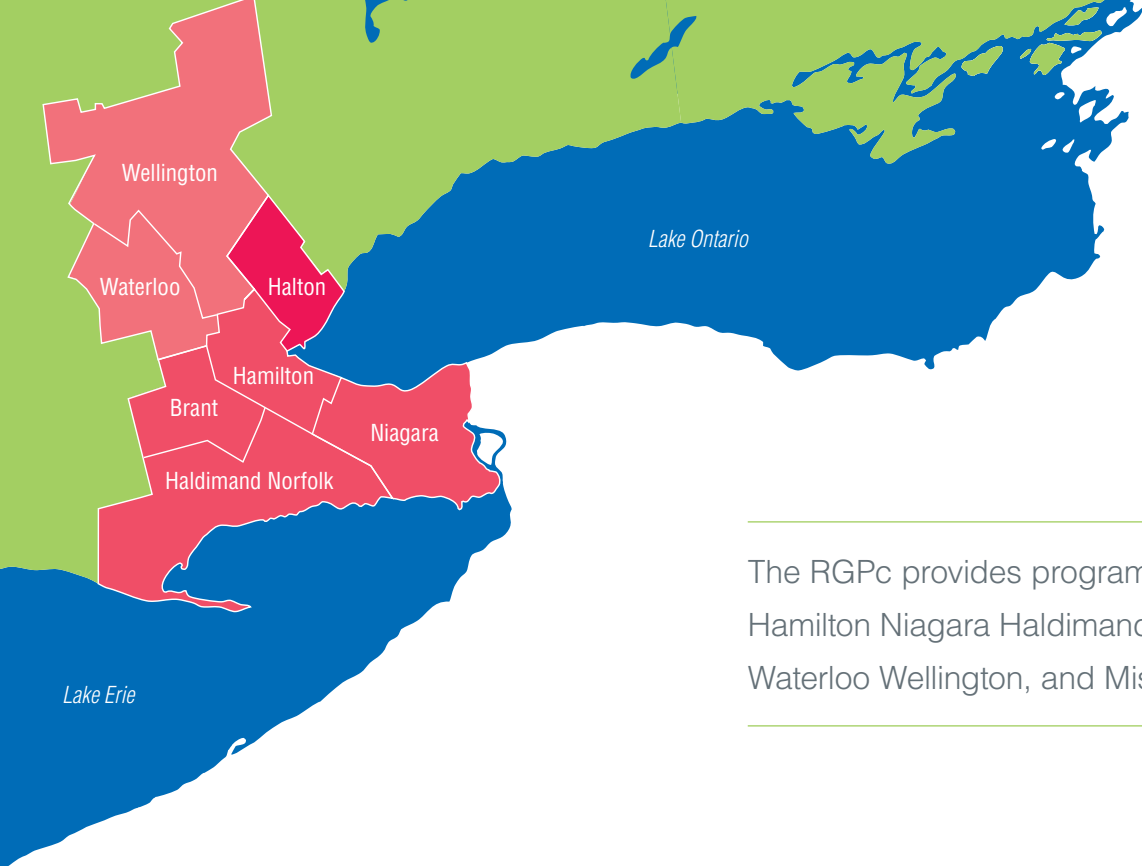 Wellington
Lake Ontario
Waterloo
Halton
Hamilton
Brant
Niagara
Haldimand Norfolk
The RGPc provides program
Hamilton Niagara Haldimand
Waterloo Wellington, and Mis
Lake Erie